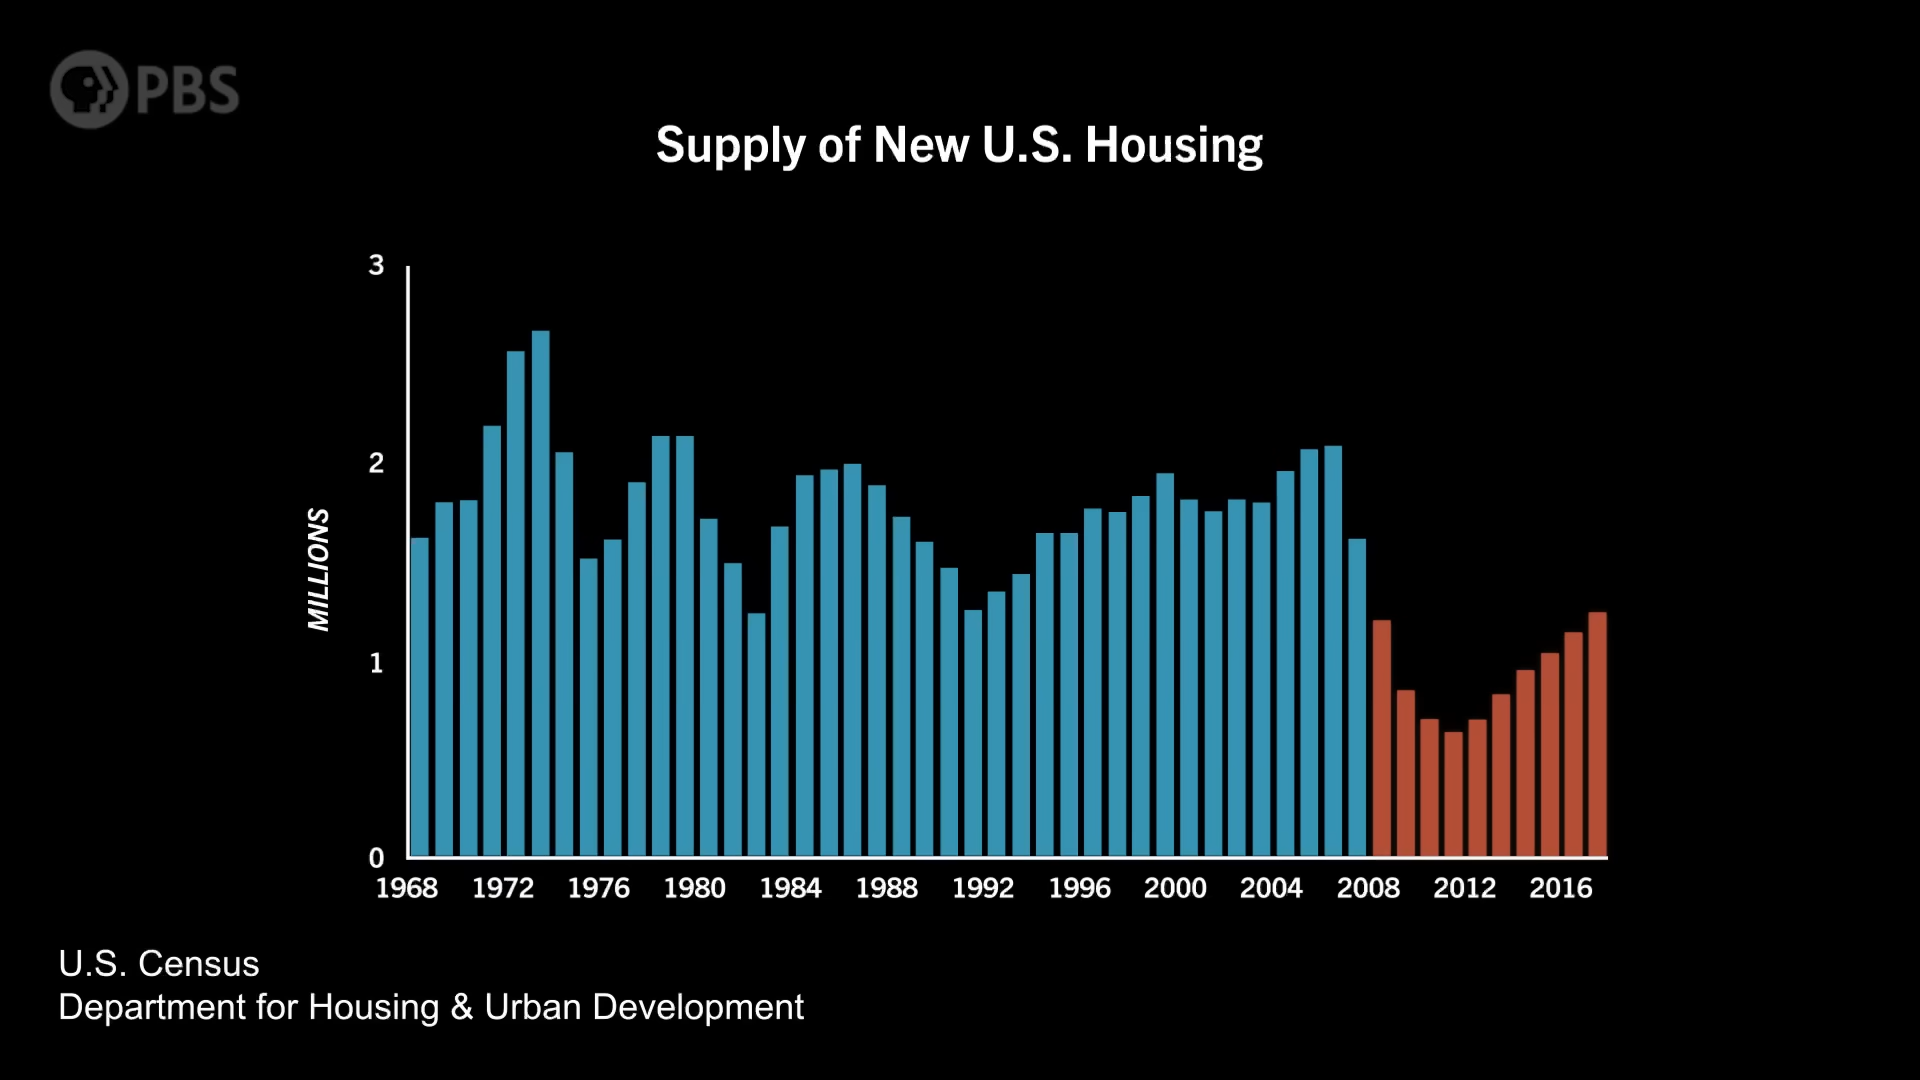 PBS
Supply of New U.S. Housing
3
2
MILLIONS
1
0
1968 1972 1976 1980 1984 1988 1992 1996 2000 2004 2008 2012 2016
U.S. Census
Department for Housing & Urban Development